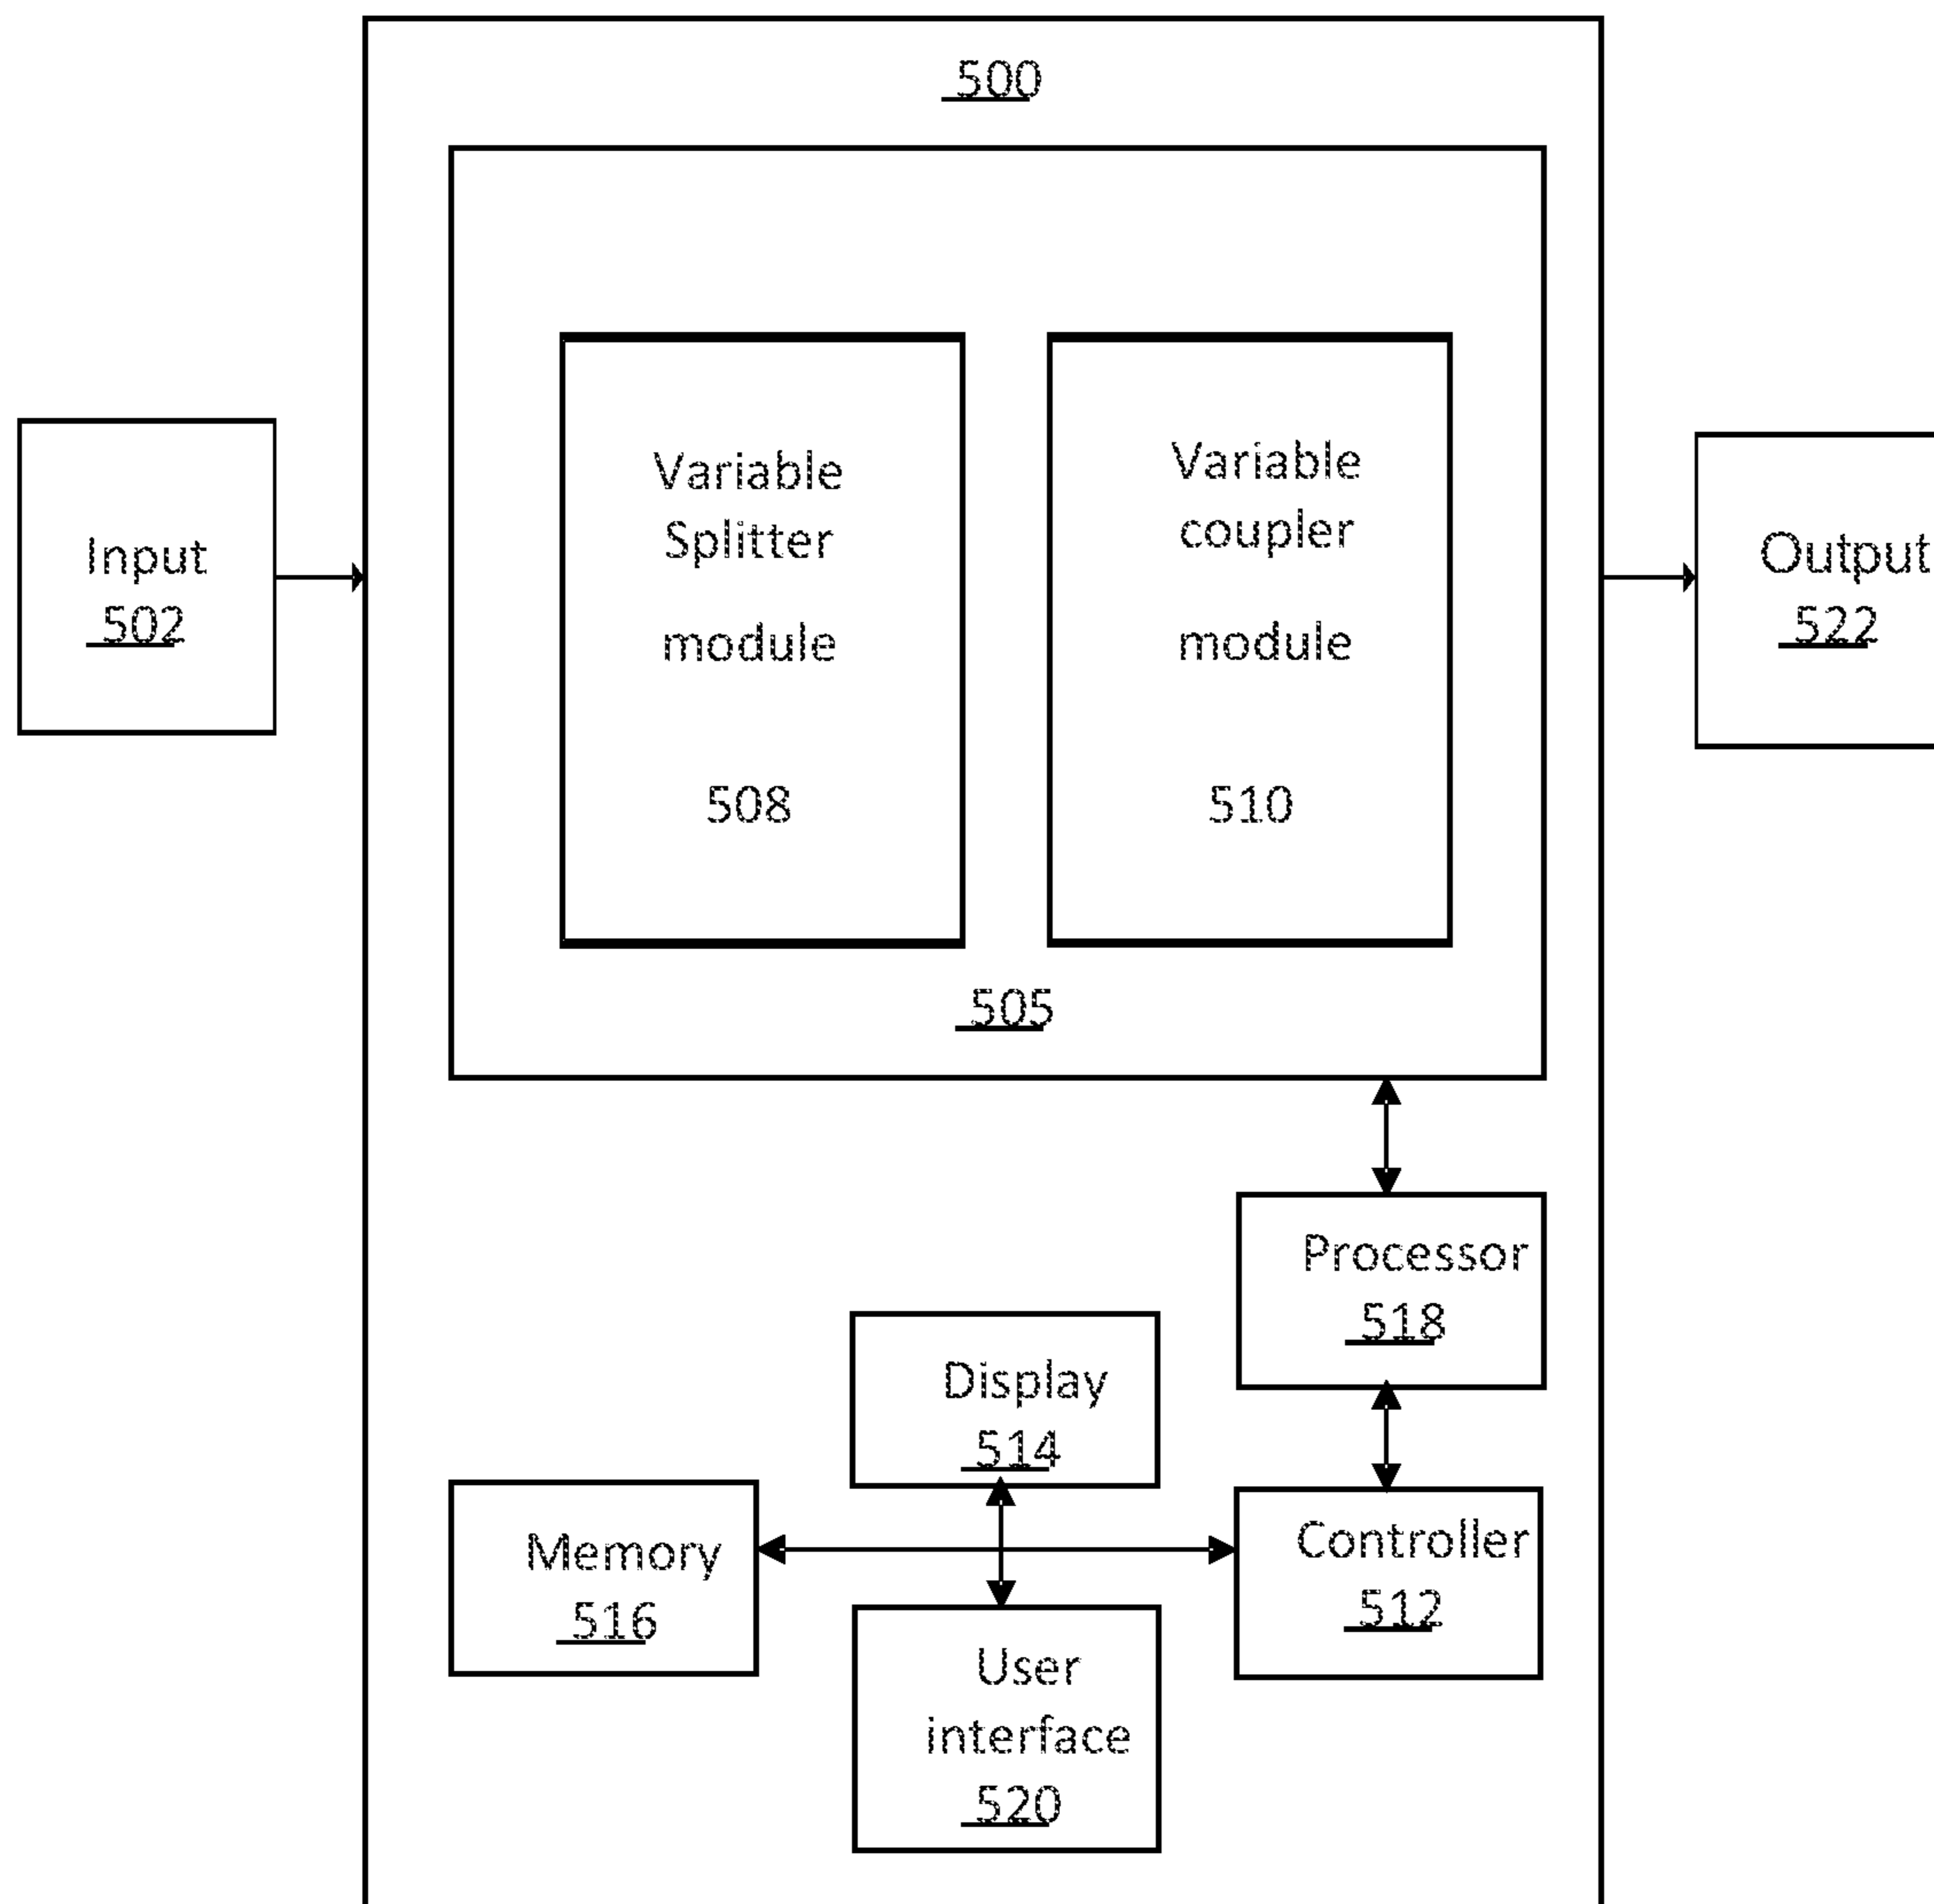 500
Input
502
Variable
Splitter
module
508
Variable
coupler
module
510
Output
522
505
Processor
518
Display
514
Memory
516
Controller
512
User
interface
520